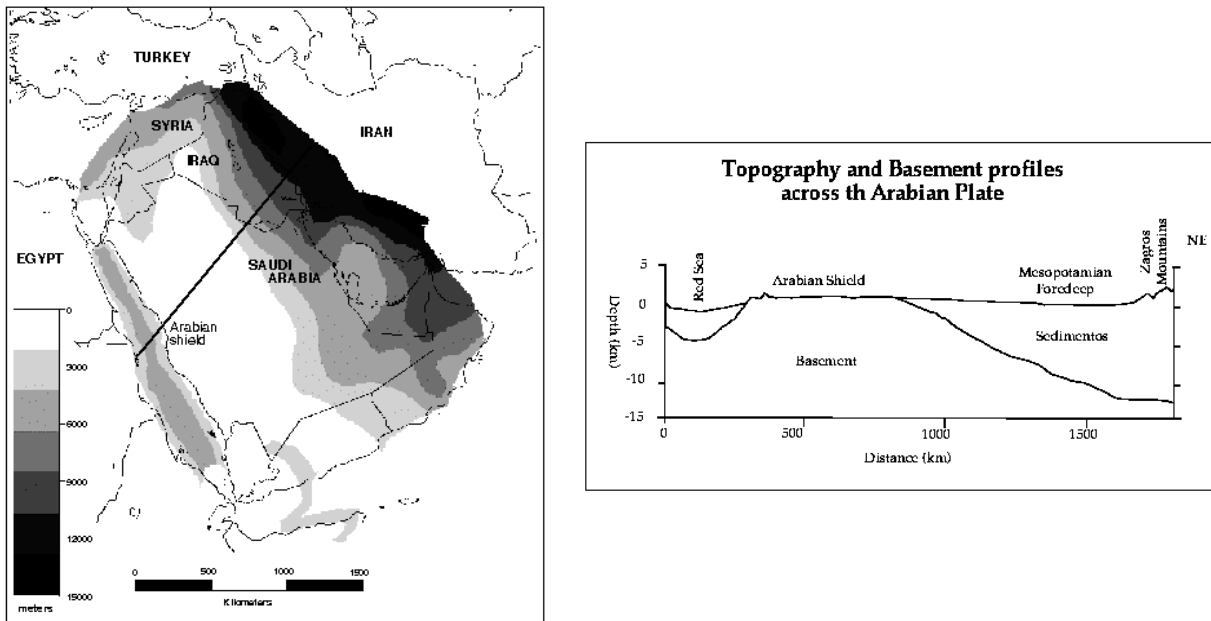 TURKEY
SYRIA
IRAQ
IRAN
EGYPT
SAUDI
ARABIA
Arabian
shield
0
3000
6000
9000
12000
15000
meters
0 500 1000 1500
Kilometers
Topography and Basement profiles
across th Arabian Plate
Red Sea
Arabian Shield
Mesopotamian
Foredeep
Zagros
Mountains
NE
Depth (km)
5
0
-5
-10
-15
Sedimentos
Basement
0 500 1000 1500
Distance (km)